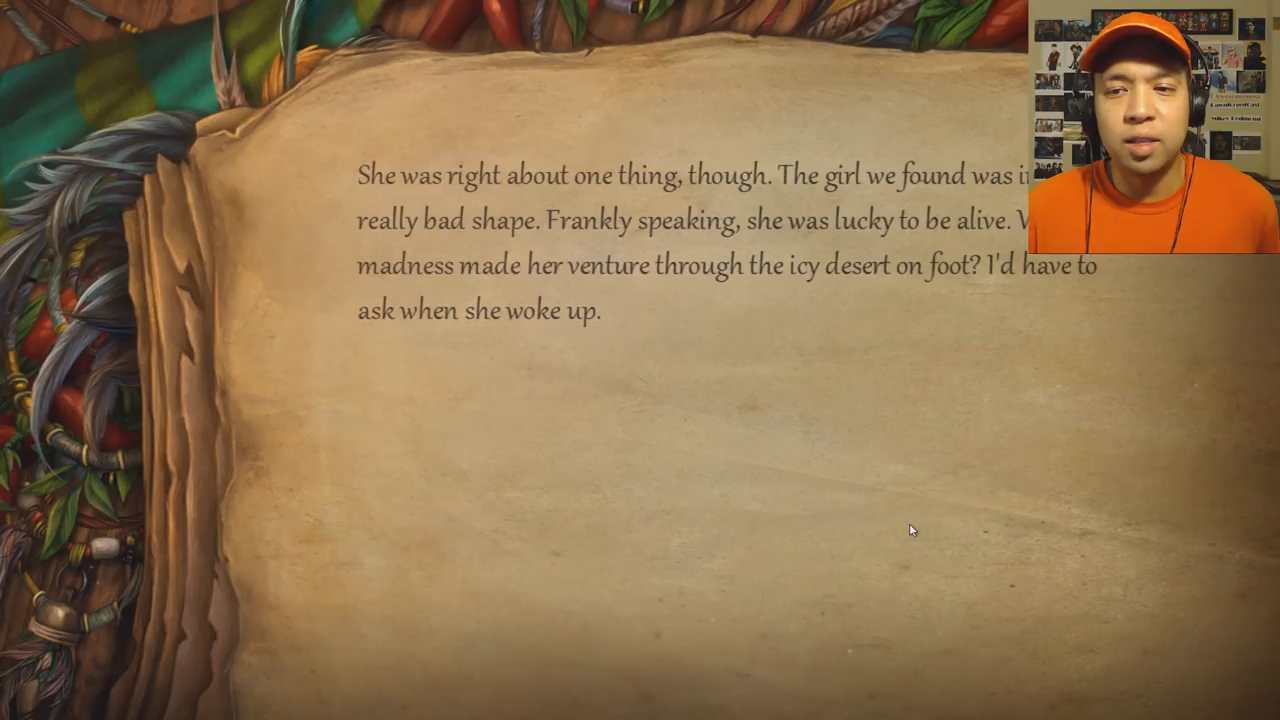 She was right about one thing, though. The girl we found was
really bad shape. Frankly speaking, she was lucky to be alive.
madness made her venture through the icy desert on foot? I'd have to
ask when she woke up.